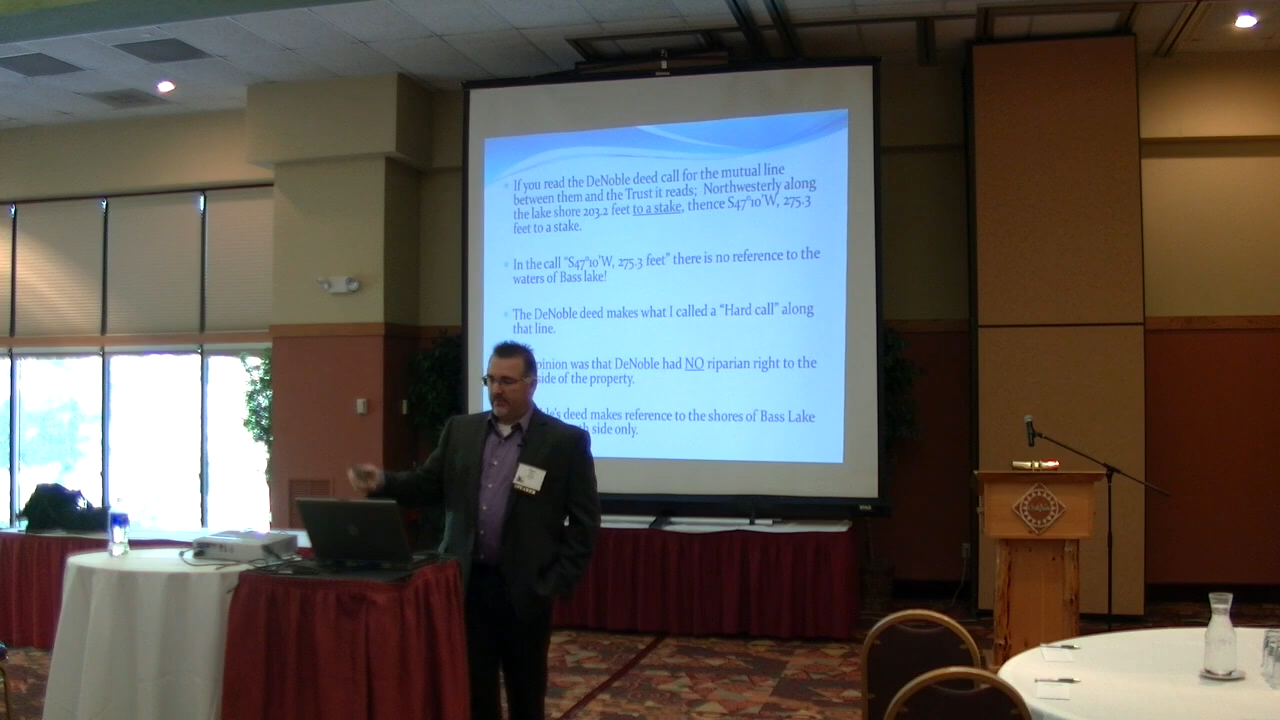 If you read the DeNoble deed call for the mutual line
between them and the Trust it reads; Northwesterly along
the lake shore 203.2 feet to a stake, thence S47°10'W, 275.3
feet to a stake.
In the call "S47°10'W, 275.3 feet" there is no reference to the
waters of Bass lake!
The DeNoble deed makes what I called a "Hard call" along
that line.
pinion was that DeNoble had NO riparian right to the
side of the property.
le's deed makes reference to the shores of Bass Lake
th side only.